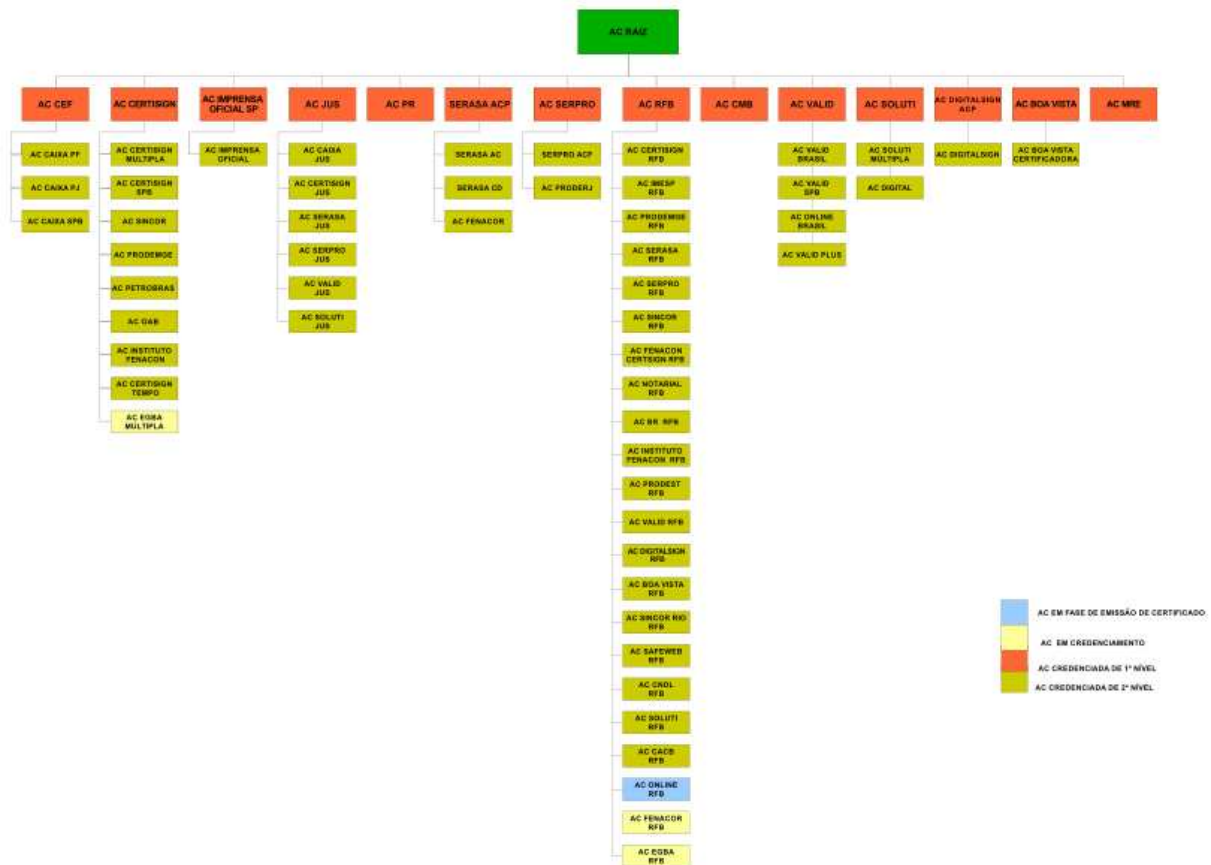 AC RAIZ
AC CEF
AC CERTISIGN
AC IMPRENSA
OFICIAL SP
AC JUS
AC PR
SERASA ACP
AC SERPRO
AC RFB
AC CMB
AC VALID
AC SOLUTI
AC DIGITALSIGN
ACP
AC BOA VISTA
AC MRE
AC CAIXA PF
AC CAIXA PJ
AC CAIXA SPB
AC CERTISIGN
MULTIPLA
AC CERTISIGN
SPB
AC SINCOR
AC PRODEMGE
AC PETROBRAS
AC OAB
AC INSTITUTO
FENACON
AC CERTISIGN
TEMPO
AC EGBA
MULTIPLA
AC IMPRENSA
OFICIAL
AC CAIXA
JUS
AC CERTISIGN
JUS
AC SERASA
JUS
AC SERPRO
JUS
AC VALID
JUS
AC SOLUTI
JUS
SERASA AC
SERASA CD
AC FENACOR
SERPRO ACF
AC PRODERJ
AC CERTISIGN
RFB
AC IMESP
RFB
AC PRODEMGE
RFB
AC SERASA
RFB
AC SERPRO
RFB
AC SINCOR
RFB
AC FENACON
CERTSIGN RFB
AC NOTARIAL
RFB
AC BR RFB
AC INSTITUTO
FENACON RFB
AC PRODEST
RFB
AC VALID RFB
AC DIGITALSIGN
RFB
AC BOA VISTA
RFB
AC SINCOR RIO
RFB
AC SAFEWEB
RFB
AC CNDL
RFB
AC SOLUTI
RFB
AC CACB
RFB
AC ONLINE
RFB
AC FENACOR
RFB
AC EGBA
RFB
AC VALID
BRASIL
AC VALID
SPB
AC ONLINE
BRASIL
AC VALID PLUS
AC SOLUTI
MÚLTIPLA
AC DIGITAL
AC DIGITALSIGN
AC BOA VISTA
CERTIFICADORA
AC EM FASE DE EMISSÃO DE CERTIFICADO
AC EM CREDENCIAMENTO
AC CREDENCIADA DE 1º NÍVEL
AC CREDENCIADA DE 2º NÍVEL